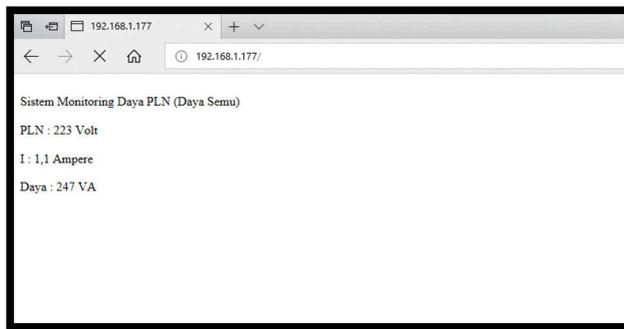 192.168.1.177
192.168.1.177/
Sistem Monitoring Daya PLN (Daya Semu)
PLN : 223 Volt
I : 1,1 Ampere
Daya : 247 VA